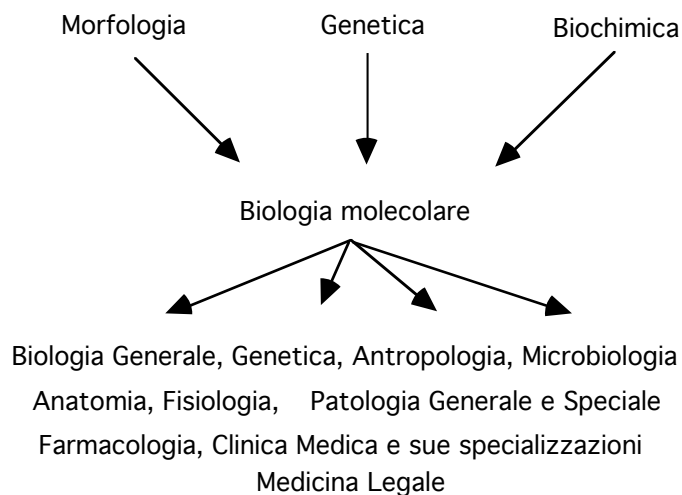 Morfologia Genetica Biochimica
Biologia molecolare
Biologia Generale, Genetica, Antropologia, Microbiologia
Anatomia, Fisiologia, Patologia Generale e Speciale
Farmacologia, Clinica Medica e sue specializzazioni
Medicina Legale